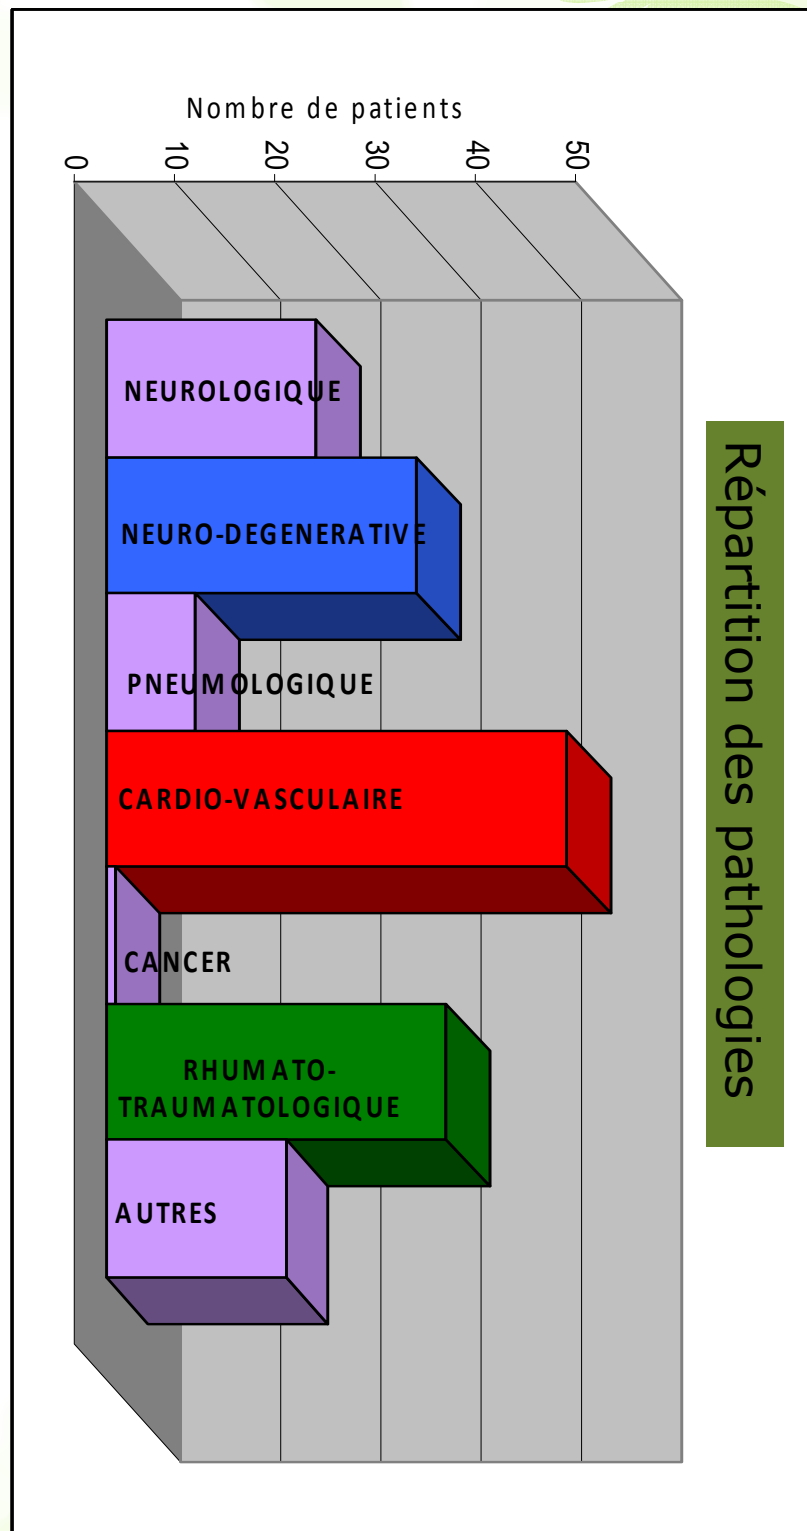 Répartition des pathologies
Nombre de patients
0
10
20
30
40
50
NEUROLOGIQUE
NEURO-DEGENERATIVE
PNEUMOLOGIQUE
CARDIO-VASCULAIRE
CANCER
RHUMATO-
TRAUMATOLOGIQUE
AUTRES